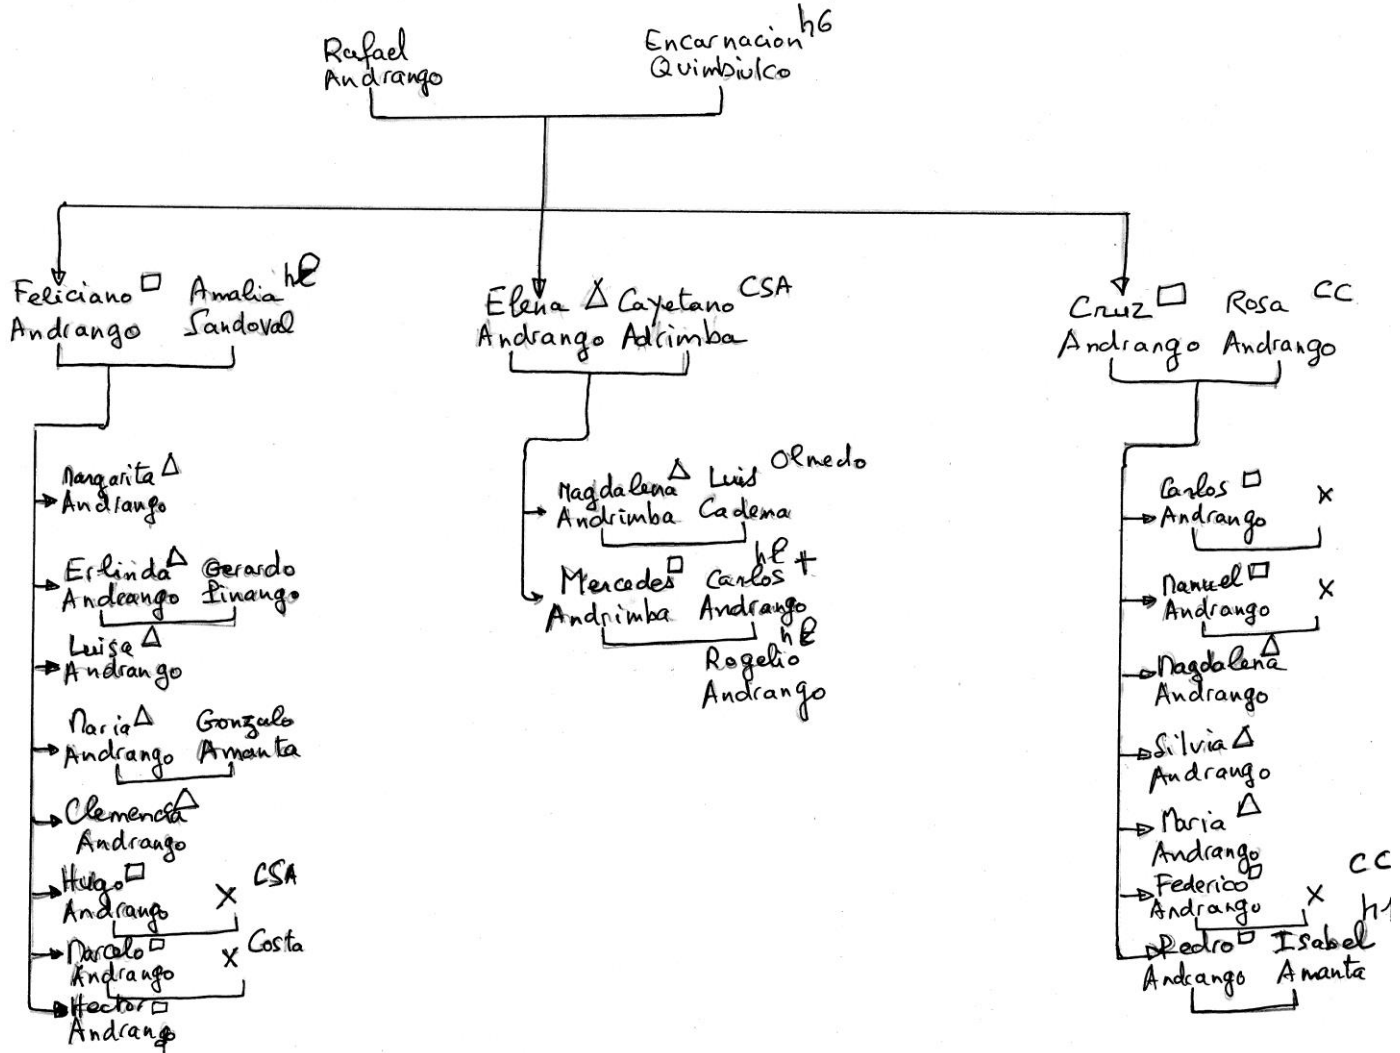 Rafael
Andrango
Encarnacion h6
Quimbiulco
Feliciano
Andrango
Amalia
Sandoval
Elena
Andrango
Cayetano CSA
Adrimba
Cruz
Andrango
Rosa CC
Andrango
Margarita
Andrango
Erlinda
Andrango
Gerardo
Pinango
Luisa
Andrango
Maria
Andrango
Gonzalo
Amanta
Clemencia
Andrango
Hugo
Andrango
X CSA
Marcelo
Andrango
X Costa
Hector
Andrango
Magdalena
Andrimba
Luis Olmedo
Cadena
Mercedes
Andrimba
Carlos +
Andrango
Rogelio
Andrango
Carlos
Andrango
X
Manuel
Andrango
X
Magdalena
Andrango
Silvia
Andrango
Maria
Andrango
Federico
Andrango
X CC
Pedro
Andrango
Isabel
Amanta